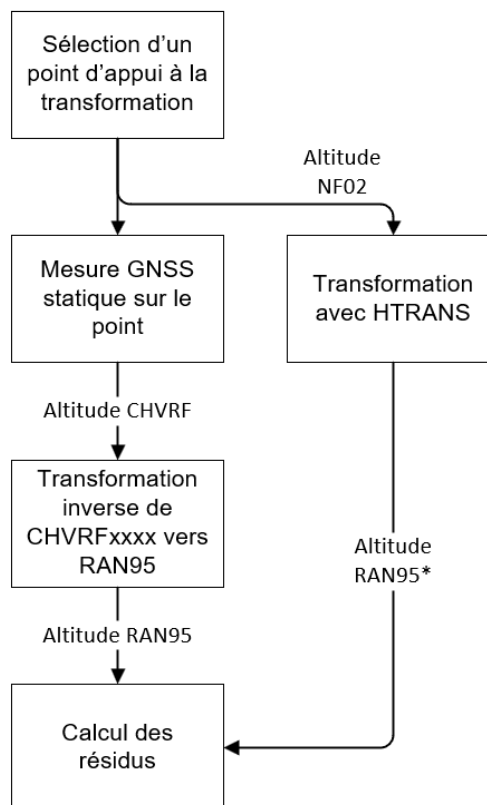 Sélection d’un
point d’appui à la
transformation
Altitude
NF02
Mesure GNSS
statique sur le
point
Transformation
avec HTRANS
Altitude CHVRF
Transformation
inverse de
CHVRFxxxx vers
RAN95
Altitude
RAN95*
Altitude RAN95
Calcul des
résidus